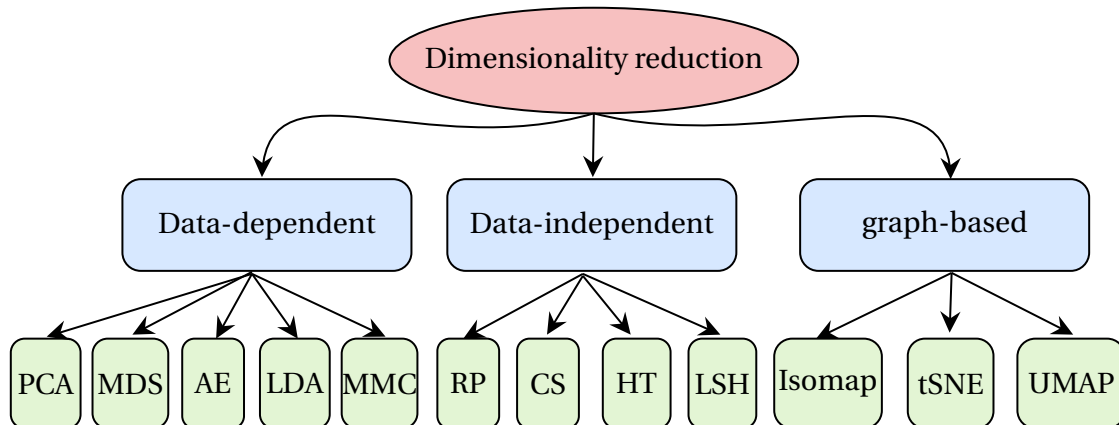 Dimensionality reduction
Data-dependent
Data-independent
graph-based
PCA
MDS
AE
LDA
MMC
RP
CS
HT
LSH
Isomap
tSNE
UMAP